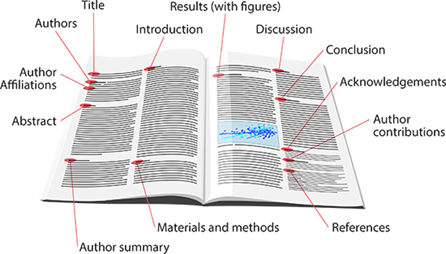 Title
Results (with figures)
Authors
Introduction
Discussion
Author
Affiliations
Conclusion
Acknowledgements
Abstract
Author
contributions
Materials and methods
References
Author summary